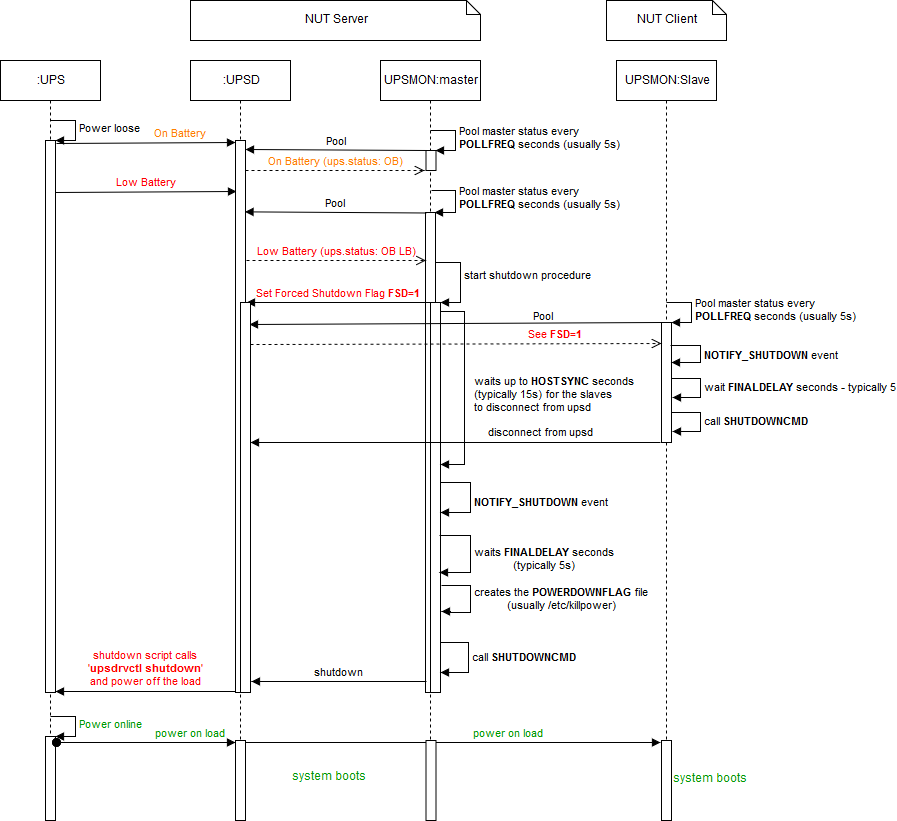 NUT Server
NUT Client
:UPS
:UPSD
UPSMON:master
UPSMON:Slave
Power loose
On Battery
Pool
Pool master status every
POLLFREQ seconds (usually 5s)
On Battery (ups.status: OB)
Low Battery
Pool master status every
POLLFREQ seconds (usually 5s)
Pool
Low Battery (ups.status: OB LB)
start shutdown procedure
Set Forced Shutdown Flag FSD=1
Pool master status every
POLLFREQ seconds (usually 5s)
Pool
See FSD=1
NOTIFY_SHUTDOWN event
waits up to HOSTSYNC seconds
(typically 15s) for the slaves
to disconnect from upsd
wait FINALDELAY seconds - typically 5
call SHUTDOWNCMD
disconnect from upsd
NOTIFY_SHUTDOWN event
waits FINALDELAY seconds
(typically 5s)
creates the POWERDOWNFLAG file
(usually /etc/killpower)
call SHUTDOWNCMD
shutdown script calls
'upsdrvctl shutdown'
and power off the load
shutdown
Power online
power on load
power on load
system boots
system boots